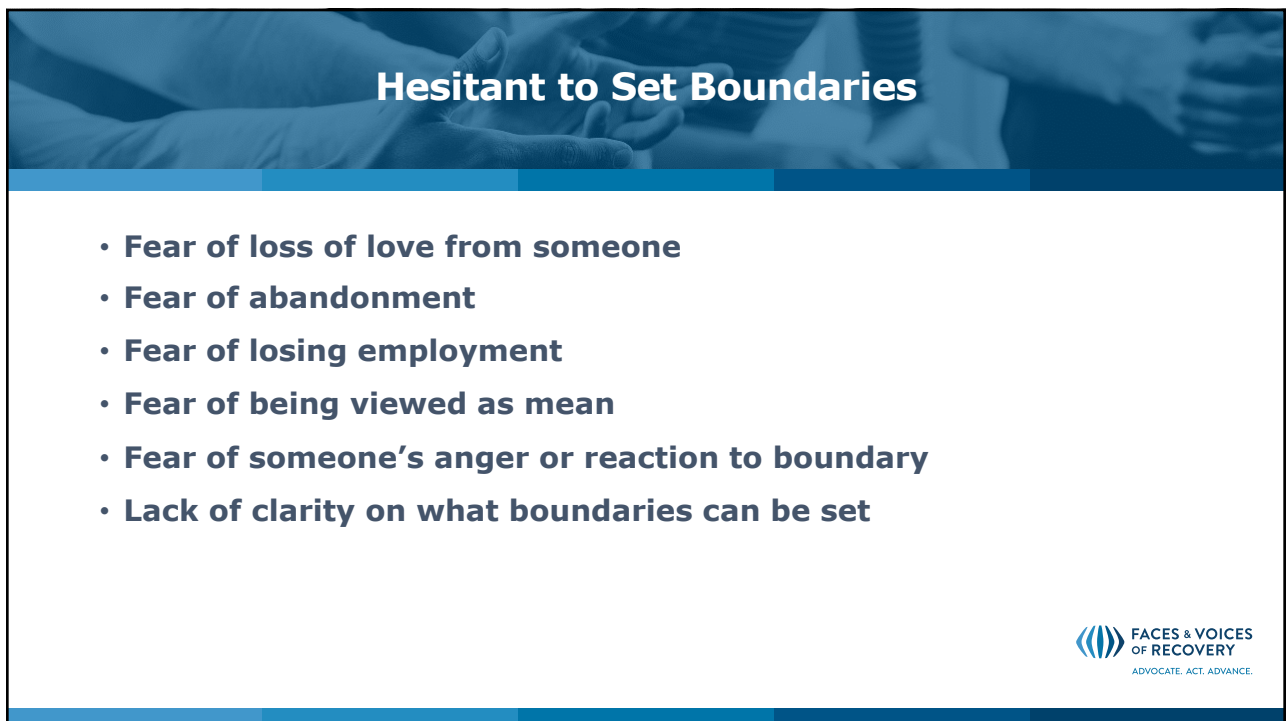 Hesitant to Set Boundaries
• Fear of loss of love from someone
• Fear of abandonment
• Fear of losing employment
• Fear of being viewed as mean
• Fear of someone’s anger or reaction to boundary
• Lack of clarity on what boundaries can be set
FACES & VOICES
OF RECOVERY
ADVOCATE. ACT. ADVANCE.